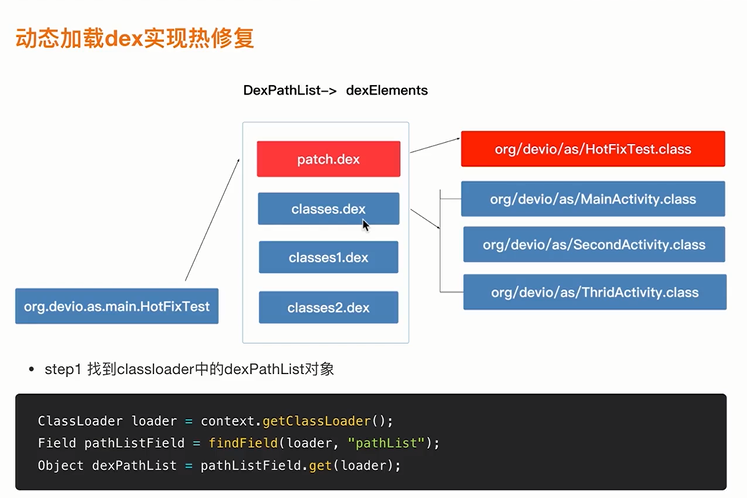 动态加载dex实现热修复
DexPathList-> dexElements
patch.dex
classes.dex
classes1.dex
classes2.dex
org/devio/as/HotFixTest.class
org/devio/as/MainActivity.class
org/devio/as/SecondActivity.class
org/devio/as/ThridActivity.class
org.devio.as.main.HotFixTest
• step1 找到classloader中的dexPathList对象
ClassLoader loader = context.getClassLoader();
Field pathListField = findField(loader, "pathList");
Object dexPathList = pathListField.get(loader);